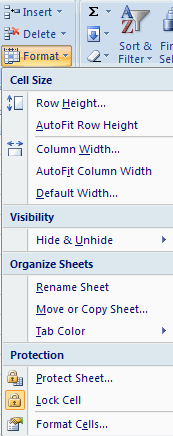 Insert
Delete
Format
Σ
Sort &
Filter
Cell Size
Row Height...
AutoFit Row Height
Column Width...
AutoFit Column Width
Default Width...
Visibility
Hide & Unhide
Organize Sheets
Rename Sheet
Move or Copy Sheet...
Tab Color
Protection
Protect Sheet...
Lock Cell
Format Cells...